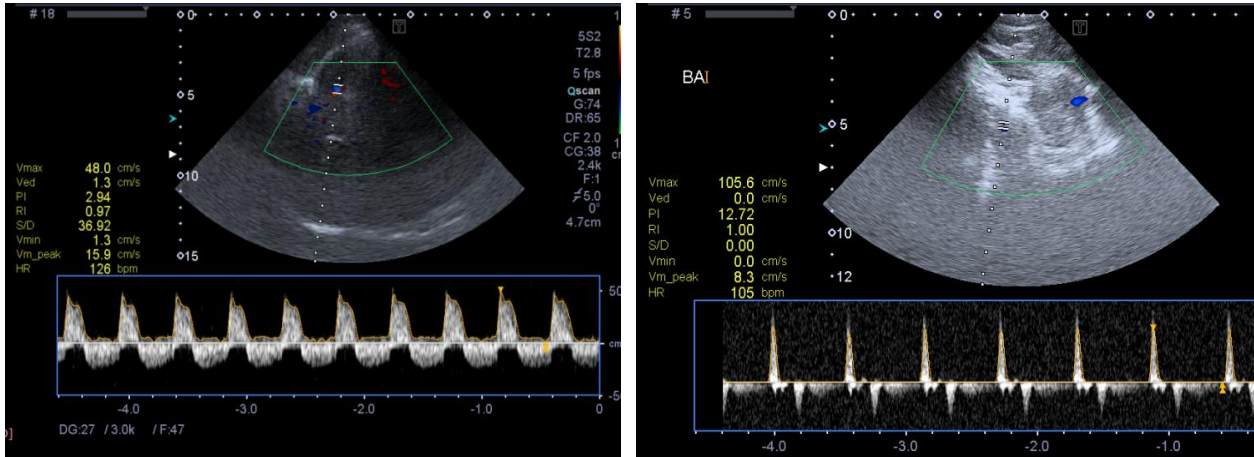 # 18
0
5
10
15
5S2
T2.8
5 fps
Qscan
G:74
DR:65
CF 2.0
CG:38
2.4k
F:1
5.0
0°
4.7cm
Vmax 48.0 cm/s
Ved 1.3 cm/s
PI 2.94
RI 0.97
S/D 36.92
Vmin 1.3 cm/s
Vm_peak 15.9 cm/s
HR 126 bpm
50
cm
-4.0 -3.0 -2.0 -1.0 0
DG:27 / 3.0k / F:47
# 5
T
BA
0
5
10
12
Vmax 105.6 cm/s
Ved 0.0 cm/s
PI 12.72
RI 1.00
S/D 0.00
Vmin 0.0 cm/s
Vm_peak 8.3 cm/s
HR 105 bpm
-4.0 -3.0 -2.0 -1.0